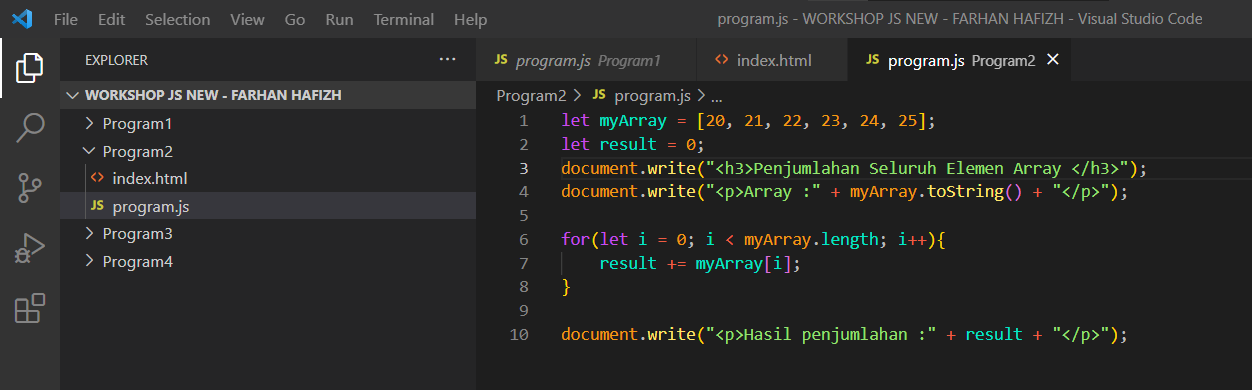 File Edit Selection View Go Run Terminal Help program.js - WORKSHOP JS NEW - FARHAN HAFIZH - Visual Studio Code
EXPLORER ...
WORKSHOP JS NEW - FARHAN HAFIZH
Program1
Program2
<> index.html
JS program.js
Program3
Program4
JS program.js Program1 <> index.html JS program.js Program2 ×
Program2 > JS program.js > ...
1 let myArray = [20, 21, 22, 23, 24, 25];
2 let result = 0;
3 document.write("<h3>Penjumlahan Seluruh Elemen Array </h3>");
4 document.write("<p>Array :" + myArray.toString() + "</p>");
5
6 for(let i = 0; i < myArray.length; i++){
7     result += myArray[i];
8 }
9
10 document.write("<p>Hasil penjumlahan :" + result + "</p>");